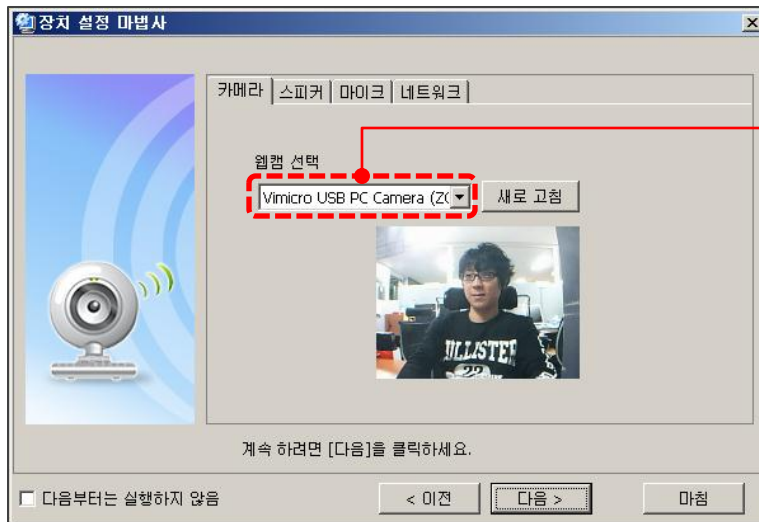 장치 설정 마법사
카메라 스피커 마이크 네트워크
웹캠 선택
Vimicro USB PC Camera (Z( 새로 고침
HOLLISTER
22
계속 하려면 [다음]을 클릭하세요.
다음부터는 실행하지 않음 < 이전 다음 > 마침